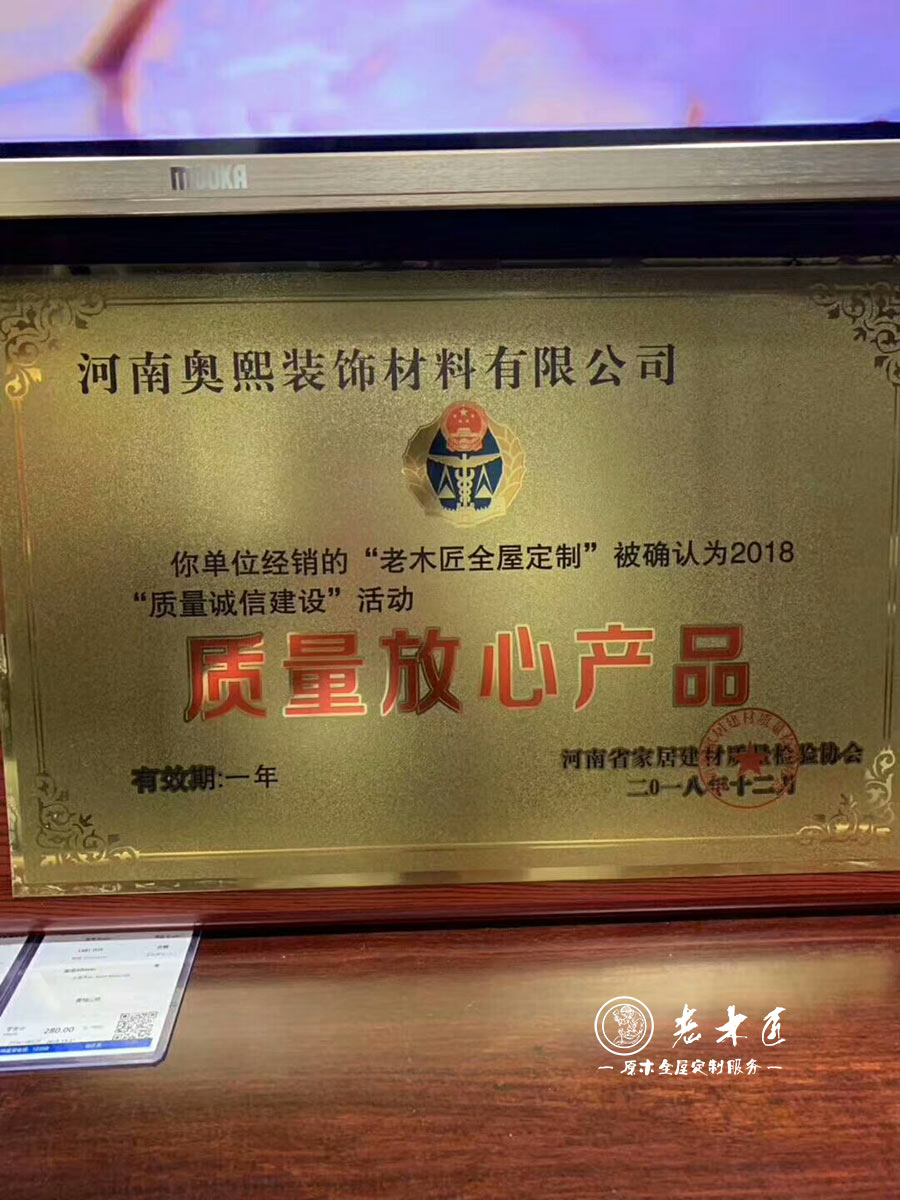 MOOKA
河南奥熙装饰材料有限公司
你单位经销的“老木匠全屋定制”被确认为2018
“质量诚信建设”活动
质量放心产品
河南省家居建材质量检验协会
有效期:一年
二0一八年十二月
280.00
老木匠
原木全屋定制服务